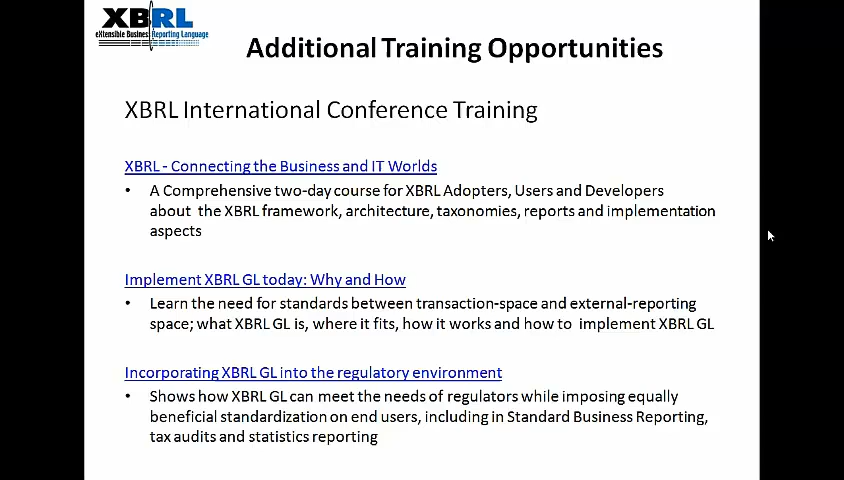 XBRL
eXtensible Business Reporting Language
Additional Training Opportunities
XBRL International Conference Training
XBRL - Connecting the Business and IT Worlds
• A Comprehensive two-day course for XBRL Adopters, Users and Developers
about the XBRL framework, architecture, taxonomies, reports and implementation
aspects
Implement XBRL GL today: Why and How
• Learn the need for standards between transaction-space and external-reporting
space; what XBRL GL is, where it fits, how it works and how to implement XBRL GL
Incorporating XBRL GL into the regulatory environment
• Shows how XBRL GL can meet the needs of regulators while imposing equally
beneficial standardization on end users, including in Standard Business Reporting,
tax audits and statistics reporting